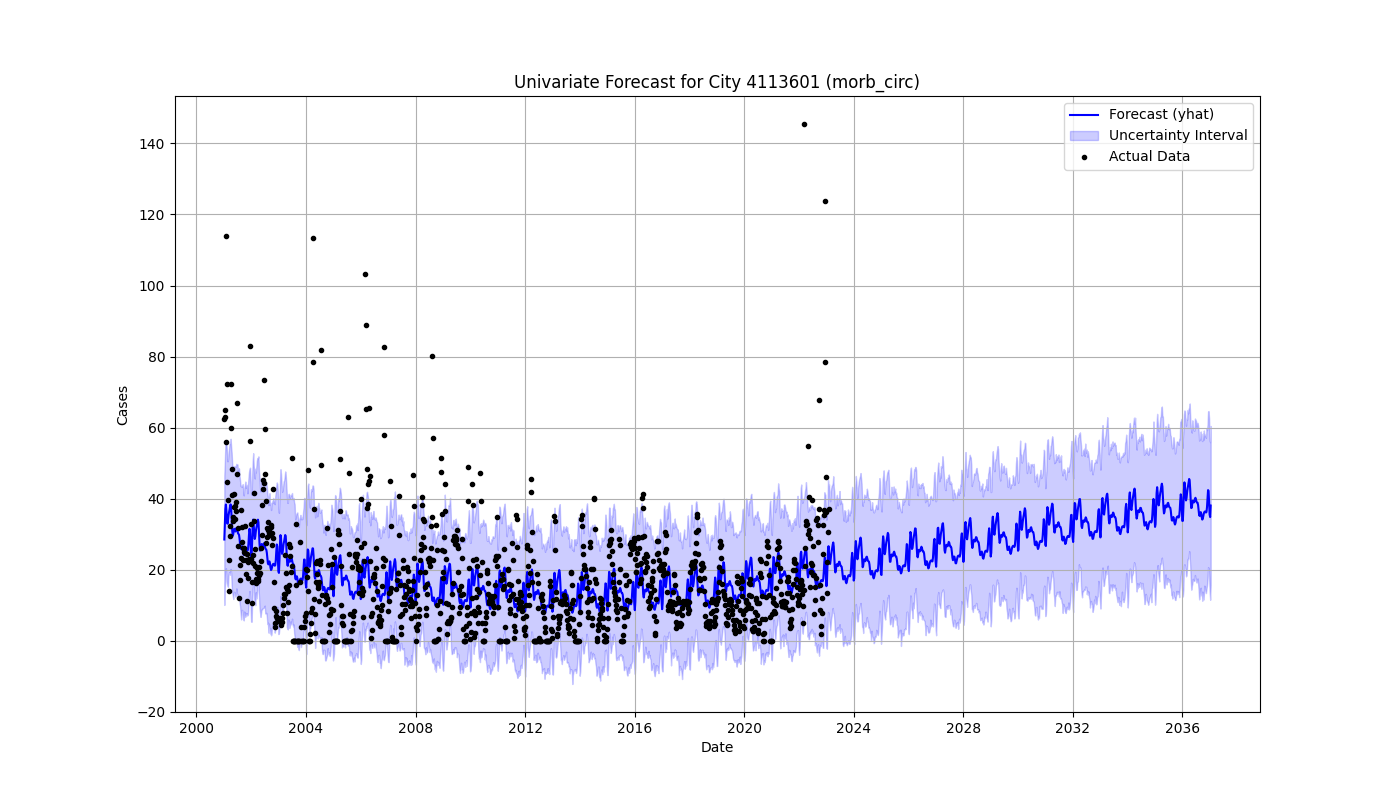 Univariate Forecast for City 4113601 (morb_circ)
Forecast (yhat)
Uncertainty Interval
Actual Data
140
120
100
80
60
40
20
0
−20
Cases
2000 2004 2008 2012 2016 2020 2024 2028 2032 2036
Date